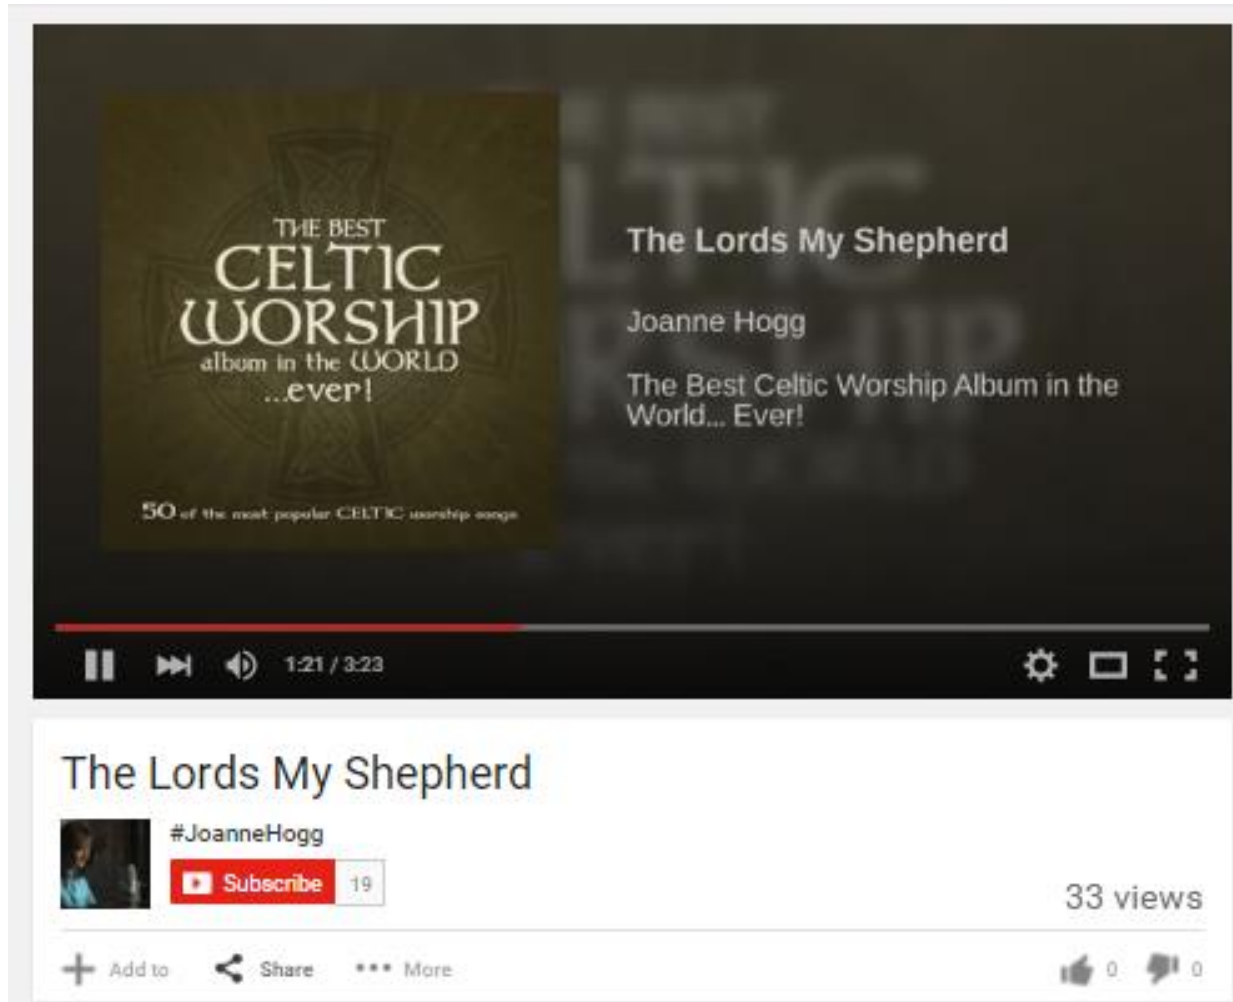 THE BEST
CELTIC
WORSHIP
album in the WORLD
...ever!
50 of the most popular CELTIC worship songs
The Lords My Shepherd
Joanne Hogg
The Best Celtic Worship Album in the
World... Ever!
1:21 / 3:23
The Lords My Shepherd
#JoanneHogg
Subscribe 19
33 views
Add to Share More 0 0